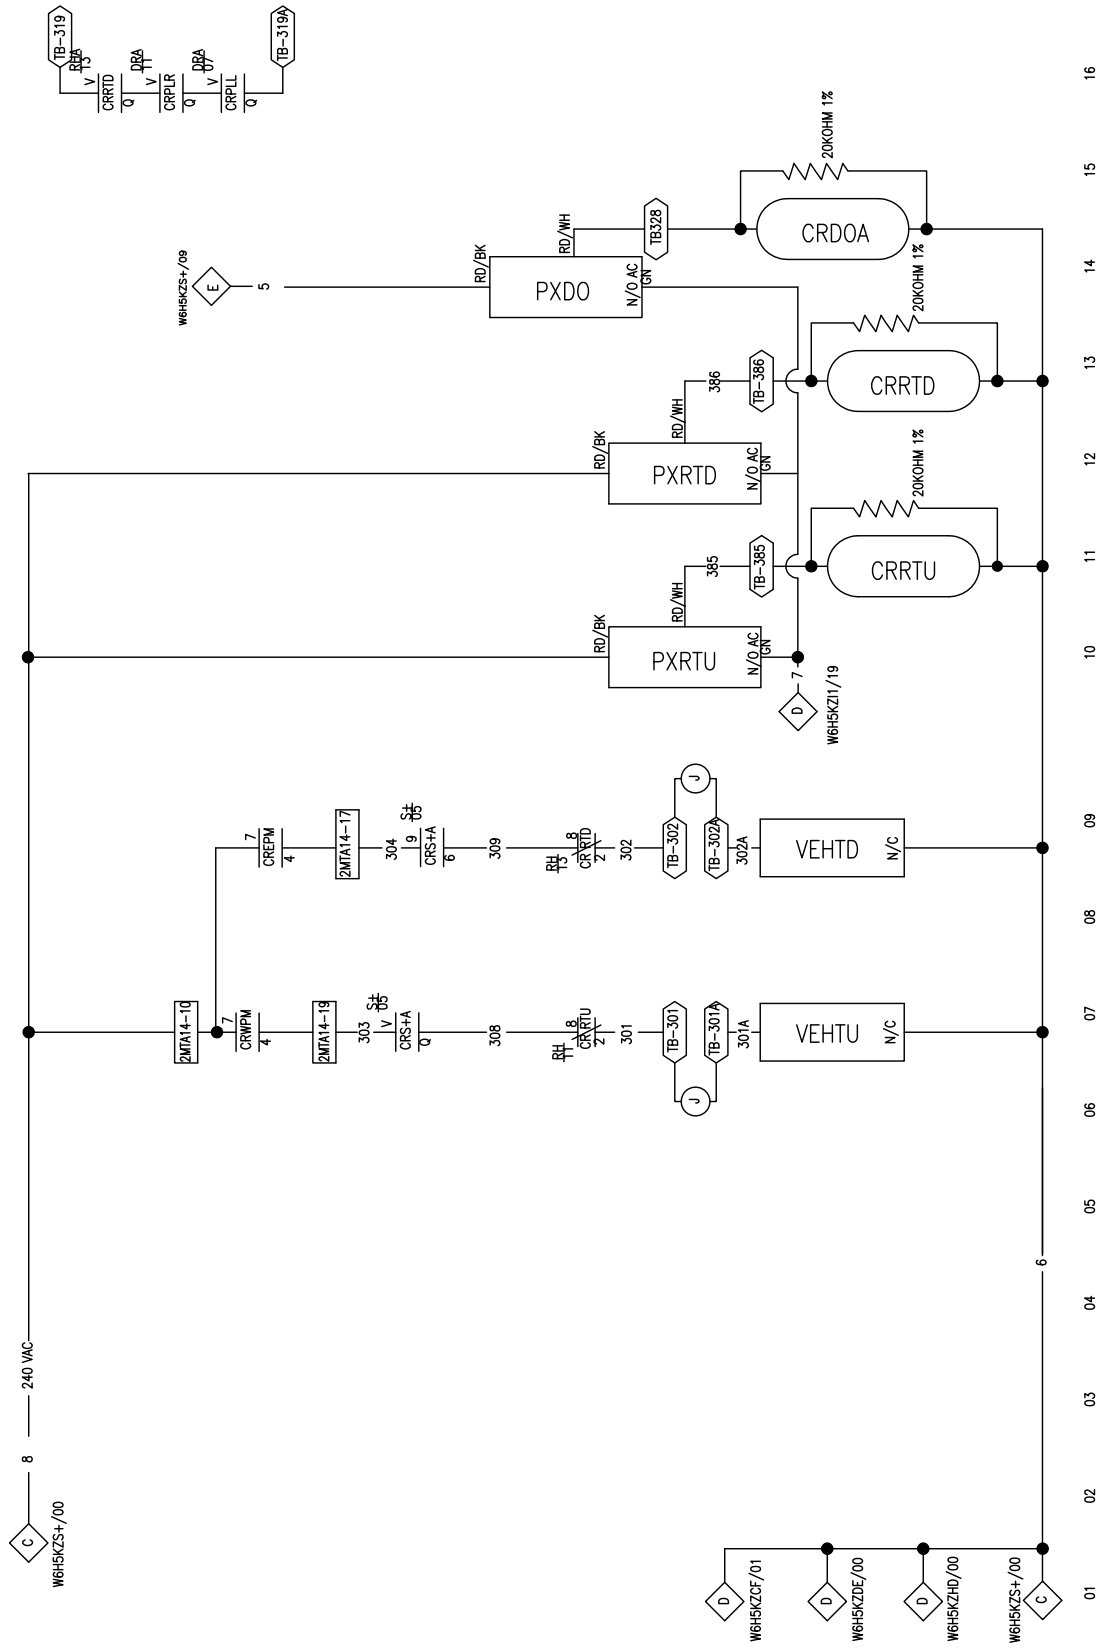 TB-319
RHA
13
V
CRRTD
Q
DRA
11
V
CRPLR
Q
DRA
07
V
CRPLL
Q
TB-319A
16
15
14
13
12
11
10
09
08
07
06
05
04
03
02
01
W6H5KZS+/09
E
5
RD/BK
PXDO
RD/WH
N/O AC
GN
TB328
CRDOA
20KOHM 1%
RD/BK
PXRTD
RD/WH
N/O AC
GN
386
TB-386
CRRTD
20KOHM 1%
RD/BK
PXRTU
RD/WH
N/O AC
GN
385
TB-385
CRRTU
20KOHM 1%
7
D
W6H5KZI1/19
7
CREPM
4
2MTA14-17
304
S+
05
9
CRS+A
6
309
RH
13
8
CRRTD
2
302
TB-302
J
TB-302A
302A
VEHTD
N/C
2MTA14-10
7
CRWPM
4
2MTA14-19
303
S+
05
V
CRS+A
Q
308
RH
11
8
CRRTU
2
301
TB-301
J
TB-301A
301A
VEHTU
N/C
240 VAC
8
C
W6H5KZS+/00
6
D
W6H5KZCF/01
D
W6H5KZDE/00
D
W6H5KZHD/00
W6H5KZS+/00
C